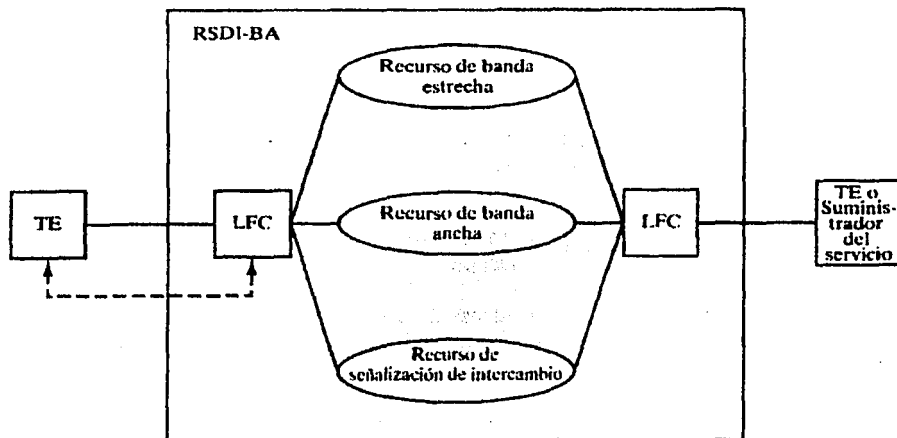 RSDI-BA
Recurso de banda
estrecha
TE
LFC
Recurso de banda
ancha
LFC
TE o
Suminis-
trador
del
servicio
Recurso de
señalización de intercambio